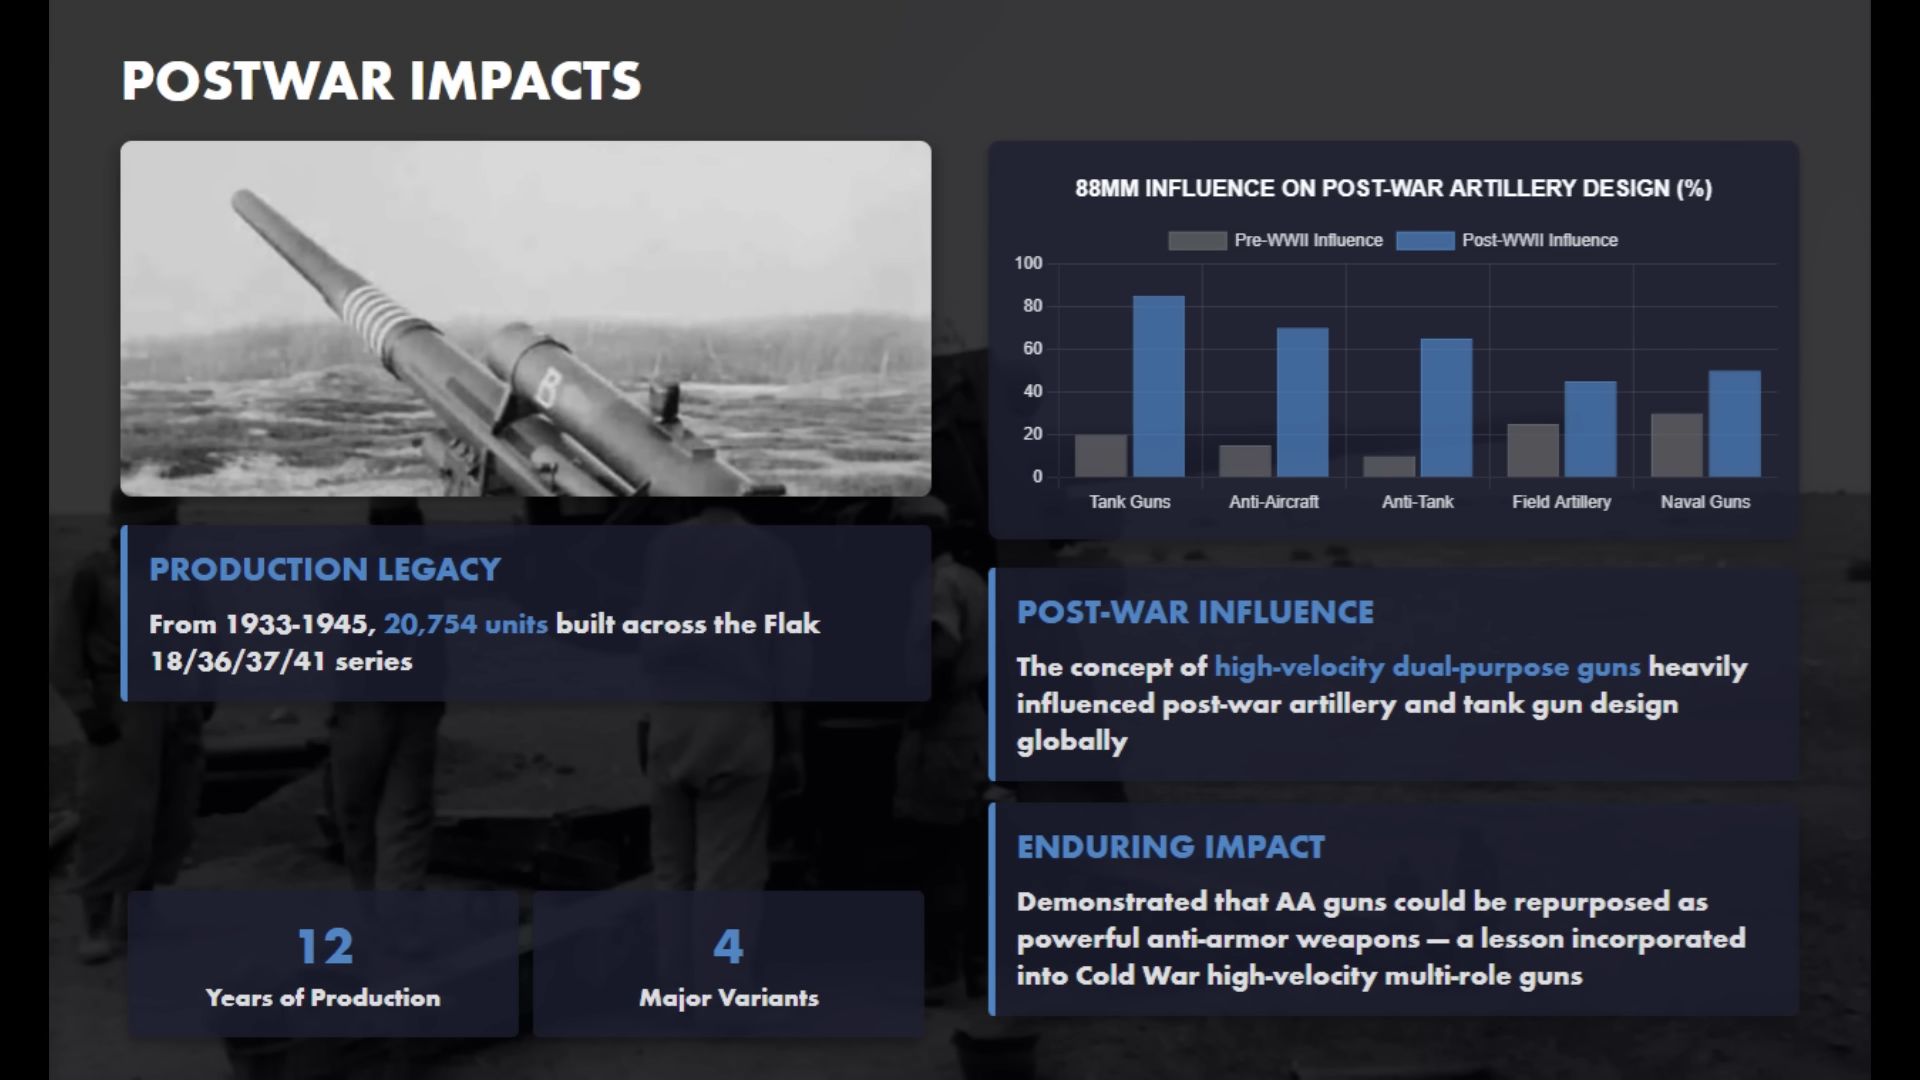 POSTWAR IMPACTS
B
PRODUCTION LEGACY
From 1933-1945, 20,754 units built across the Flak
18/36/37/41 series
12
Years of Production
4
Major Variants
88MM INFLUENCE ON POST-WAR ARTILLERY DESIGN (%)
Pre-WWII Influence
Post-WWII Influence
100
80
60
40
20
0
Tank Guns
Anti-Aircraft
Anti-Tank
Field Artillery
Naval Guns
POST-WAR INFLUENCE
The concept of high-velocity dual-purpose guns heavily
influenced post-war artillery and tank gun design
globally
ENDURING IMPACT
Demonstrated that AA guns could be repurposed as
powerful anti-armor weapons — a lesson incorporated
into Cold War high-velocity multi-role guns